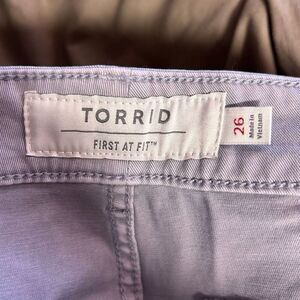 TORRID
FIRST AT FIT™
26
Made in
Vietnam